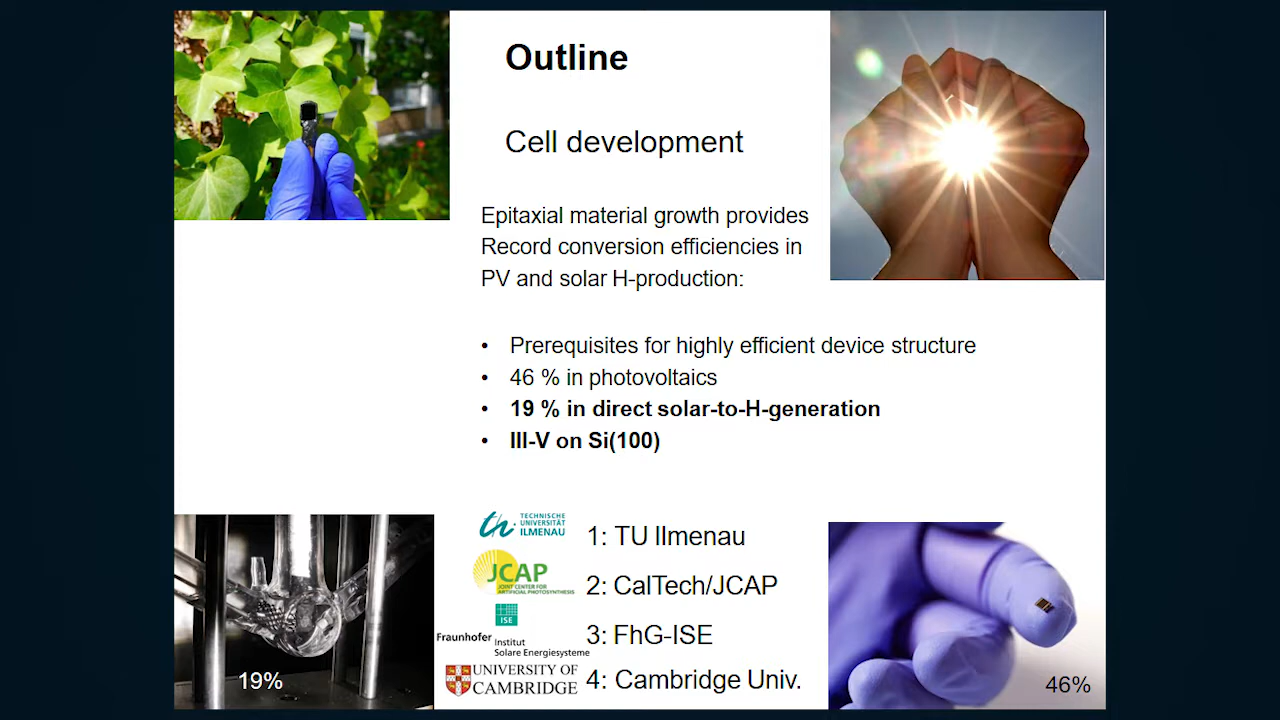 Outline
Cell development
Epitaxial material growth provides
Record conversion efficiencies in
PV and solar H-production:
• Prerequisites for highly efficient device structure
• 46 % in photovoltaics
• 19 % in direct solar-to-H-generation
• III-V on Si(100)
TECHNISCHE
UNIVERSITÄT
ILMENAU
1: TU Ilmenau
JCAP
JOINT CENTER FOR
ARTIFICIAL PHOTOSYNTHESIS
2: CalTech/JCAP
ISE
Fraunhofer Institut
Solare Energiesysteme
3: FhG-ISE
UNIVERSITY OF
CAMBRIDGE
4: Cambridge Univ.
19%
46%